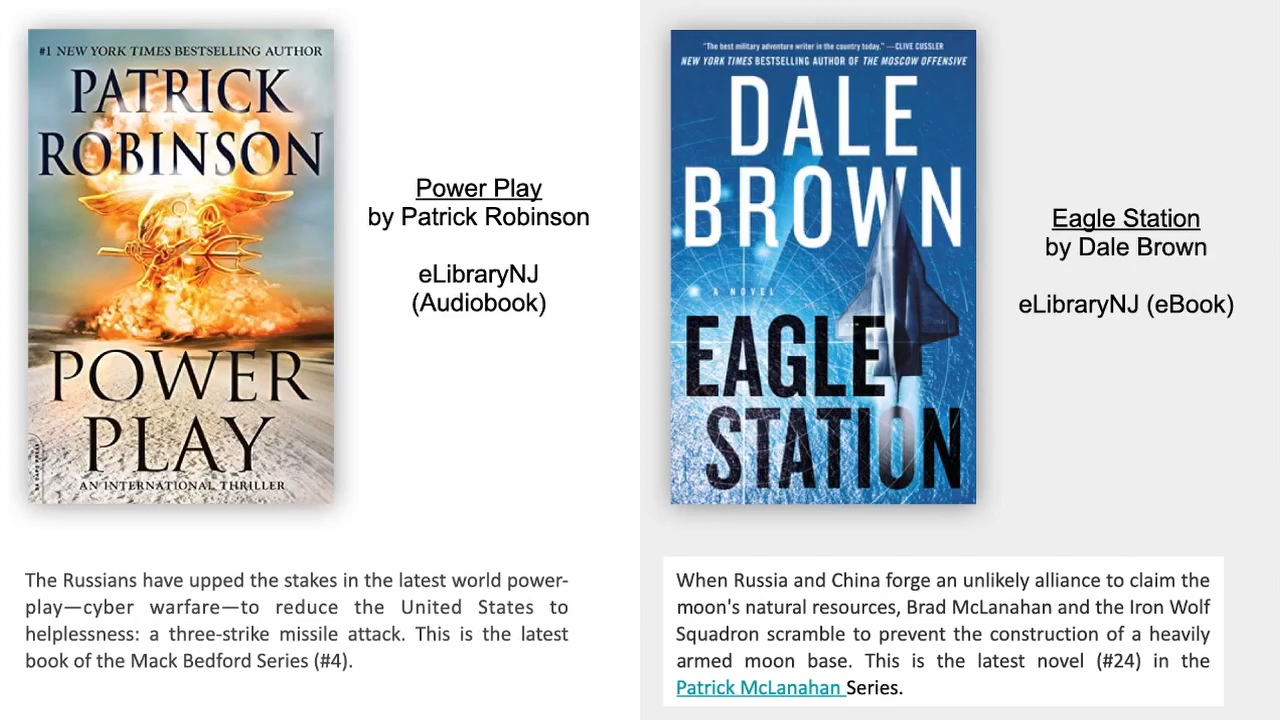 #1 NEW YORK TIMES BESTSELLING AUTHOR
PATRICK
ROBINSON
POWER
PLAY
AN INTERNATIONAL THRILLER
Power Play
by Patrick Robinson
eLibraryNJ
(Audiobook)
The Russians have upped the stakes in the latest world power-
play—cyber warfare—to reduce the United States to
helplessness: a three-strike missile attack. This is the latest
book of the Mack Bedford Series (#4).
"The best military adventure writer in the country today." —CLIVE CUSSLER
NEW YORK TIMES BESTSELLING AUTHOR OF THE MOSCOW OFFENSIVE
DALE
BROWN
A NOVEL
EAGLE
STATION
Eagle Station
by Dale Brown
eLibraryNJ (eBook)
When Russia and China forge an unlikely alliance to claim the
moon's natural resources, Brad McLanahan and the Iron Wolf
Squadron scramble to prevent the construction of a heavily
armed moon base. This is the latest novel (#24) in the
Patrick McLanahan Series.